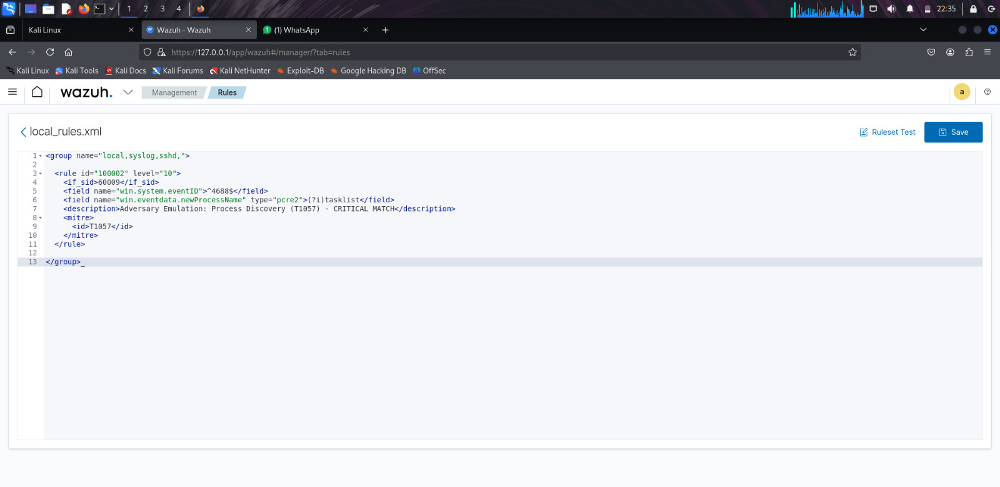 1 2 3 4 22:35
Kali Linux Wazuh - Wazuh 1 (1) WhatsApp
https://127.0.0.1/app/wazuh#/manager/?tab=rules
Kali Linux Kali Tools Kali Docs Kali Forums Kali NetHunter Exploit-DB Google Hacking DB OffSec
wazuh. Management Rules a
local_rules.xml Ruleset Test Save
1 <group name="local,syslog,sshd,">
2
3 <rule id="100002" level="10">
4 <if_sid>60009</if_sid>
5 <field name="win.system.eventID">^4688$</field>
6 <field name="win.eventdata.newProcessName" type="pcre2">(?i)tasklist</field>
7 <description>Adversary Emulation: Process Discovery (T1057) - CRITICAL MATCH</description>
8 <mitre>
9 <id>T1057</id>
10 </mitre>
11 </rule>
12
13 </group>